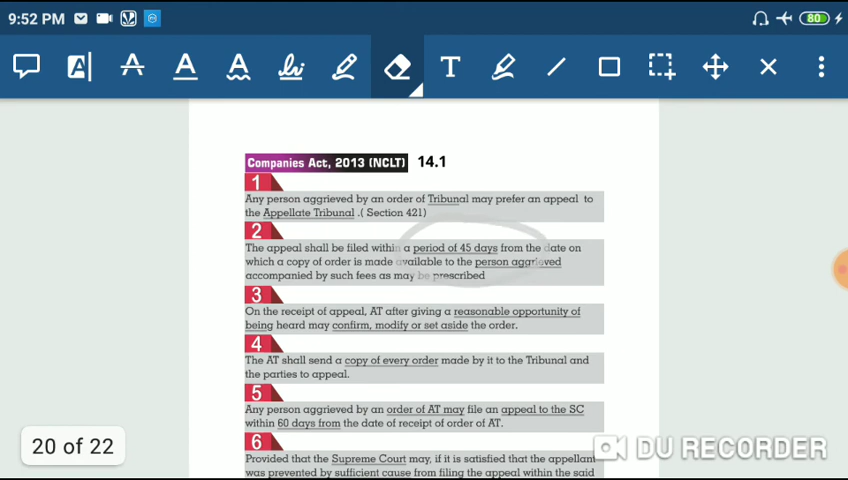 9:52 PM
80
T
Companies Act, 2013 (NCLT) 14.1
1
Any person aggrieved by an order of Tribunal may prefer an appeal to
the Appellate Tribunal .( Section 421)
2
The appeal shall be filed within a period of 45 days from the date on
which a copy of order is made available to the person aggrieved
accompanied by such fees as may be prescribed
3
On the receipt of appeal, AT after giving a reasonable opportunity of
being heard may confirm, modify or set aside the order.
4
The AT shall send a copy of every order made by it to the Tribunal and
the parties to appeal.
5
Any person aggrieved by an order of AT may file an appeal to the SC
within 60 days from the date of receipt of order of AT.
6
Provided that the Supreme Court may, if it is satisfied that the appellant
was prevented by sufficient cause from filing the appeal within the said
20 of 22
DU RECORDER